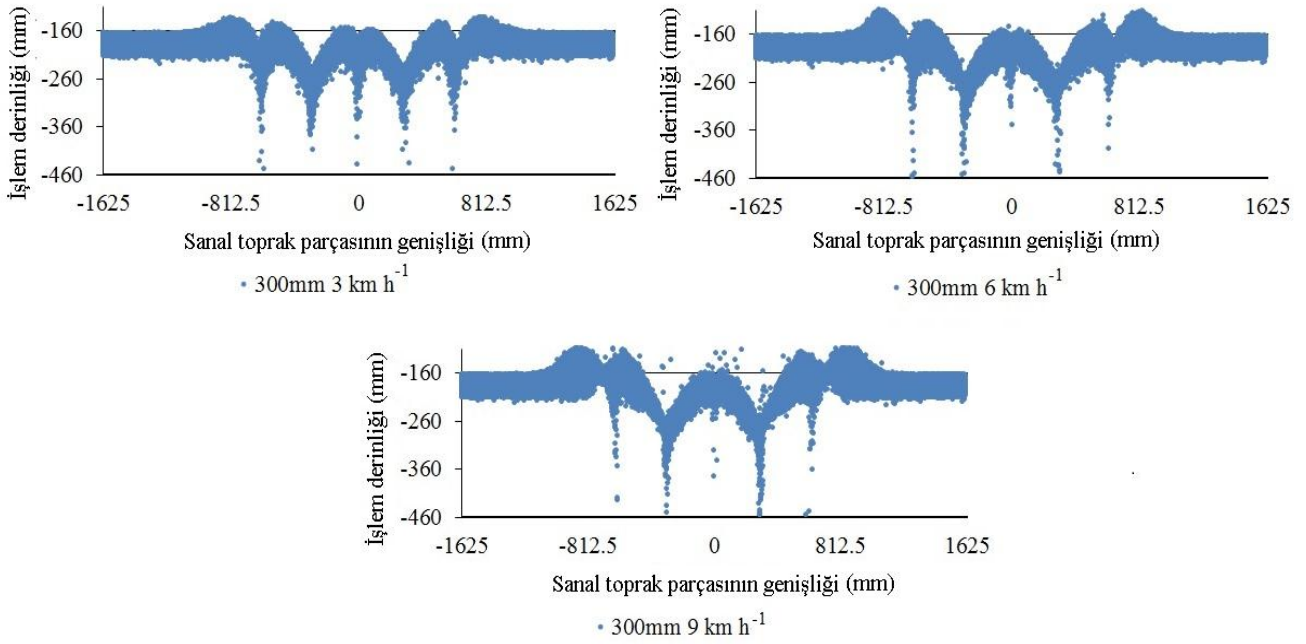 İşlem derinliği (mm)
-160
-260
-360
-460
-1625 -812.5 0 812.5 1625
Sanal toprak parçasının genişliği (mm)
300mm 3 km h⁻¹
İşlem derinliği (mm)
-160
-260
-360
-460
-1625 -812.5 0 812.5 1625
Sanal toprak parçasının genişliği (mm)
300mm 6 km h⁻¹
İşlem derinliği (mm)
-160
-260
-360
-460
-1625 -812.5 0 812.5 1625
Sanal toprak parçasının genişliği (mm)
300mm 9 km h⁻¹